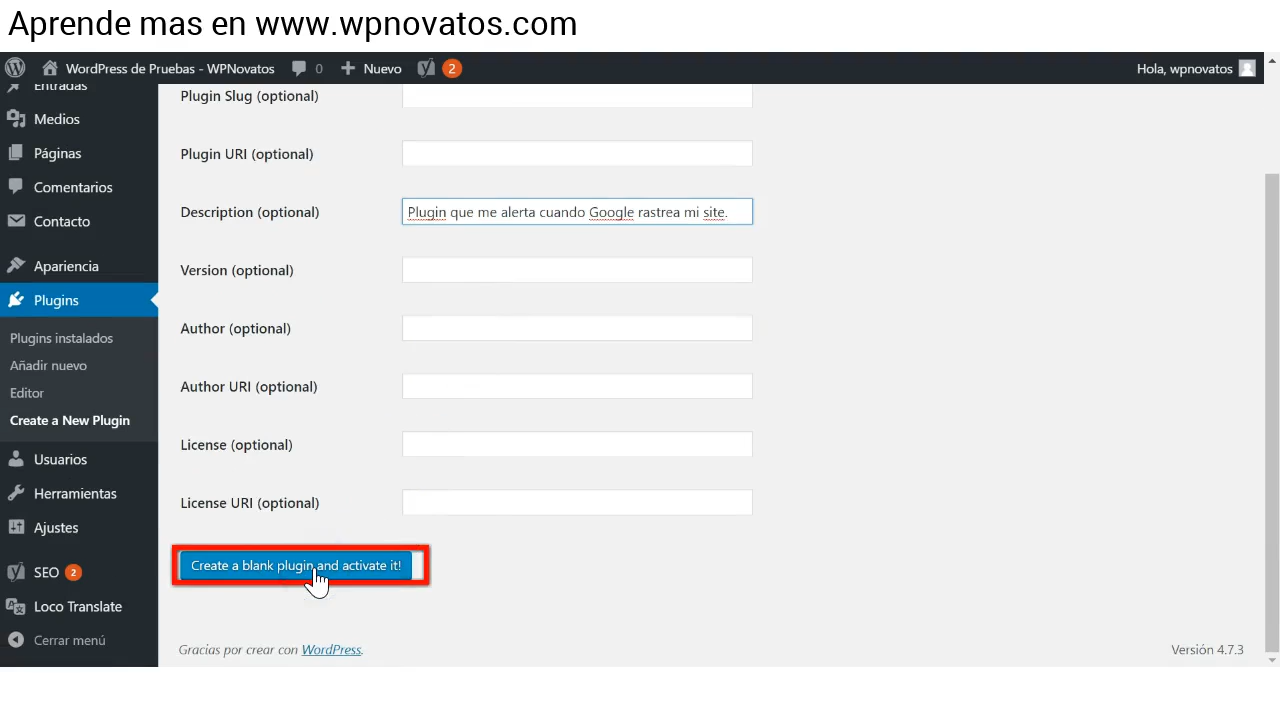 Aprende mas en www.wpnovatos.com
WordPress de Pruebas - WPNovatos 0 Nuevo 2 Hola, wpnovatos
Entradas
Medios
Páginas
Comentarios
Contacto
Apariencia
Plugins
Plugins instalados
Añadir nuevo
Editor
Create a New Plugin
Usuarios
Herramientas
Ajustes
SEO 2
Loco Translate
Cerrar menú
Plugin Slug (optional)
Plugin URI (optional)
Description (optional) Plugin que me alerta cuando Google rastrea mi site.
Version (optional)
Author (optional)
Author URI (optional)
License (optional)
License URI (optional)
Create a blank plugin and activate it!
Gracias por crear con WordPress. Versión 4.7.3